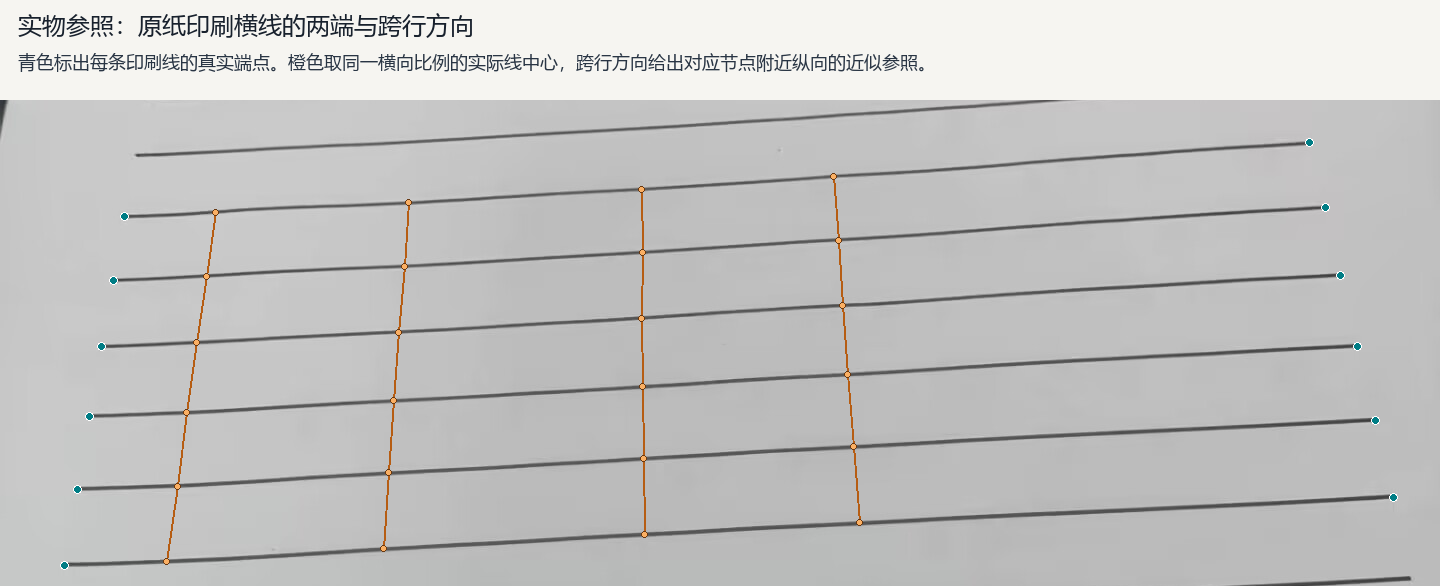 实物参照：原纸印刷横线的两端与跨行方向
青色标出每条印刷线的真实端点。橙色取同一横向比例的实际线中心，跨行方向给出对应节点附近纵向的近似参照。